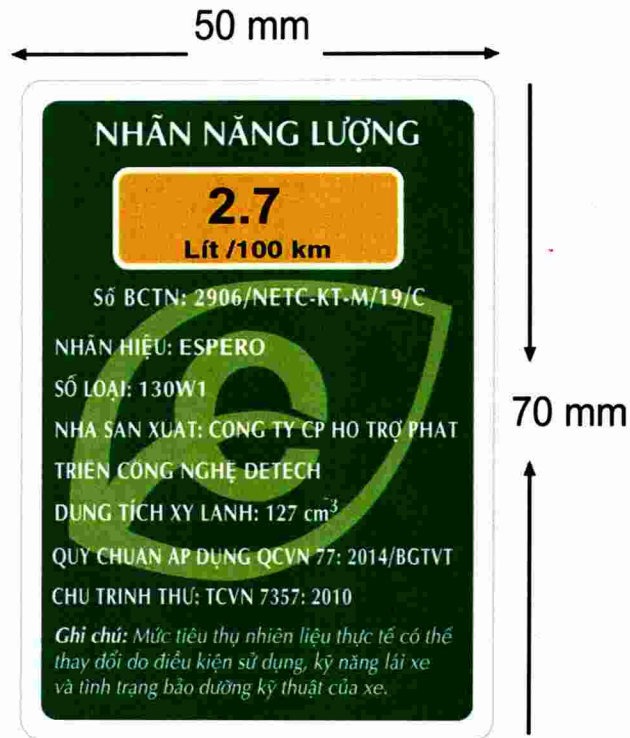 50 mm
NHÃN NĂNG LƯỢNG
2.7
Lít /100 km
Số BCTN: 2906/NETC-KT-M/19/C
NHÃN HIỆU: ESPERO
SỐ LOẠI: 130W1
70 mm
NHA SAN XUAT: CONG TY CP HO TRỢ PHAT
TRIEN CÔNG NGHỆ DETECH
DUNG TÍCH XY LANH: 127 cm³
QUY CHUAN AP DỤNG QCVN 77: 2014/BGTVT
CHU TRINH THƯ: TCVN 7357: 2010
Ghi chú: Mức tiêu thụ nhiên liệu thực tế có thể
thay đổi do điều kiện sử dụng, kỹ năng lái xe
và tình trạng bảo dưỡng kỹ thuật của xe.